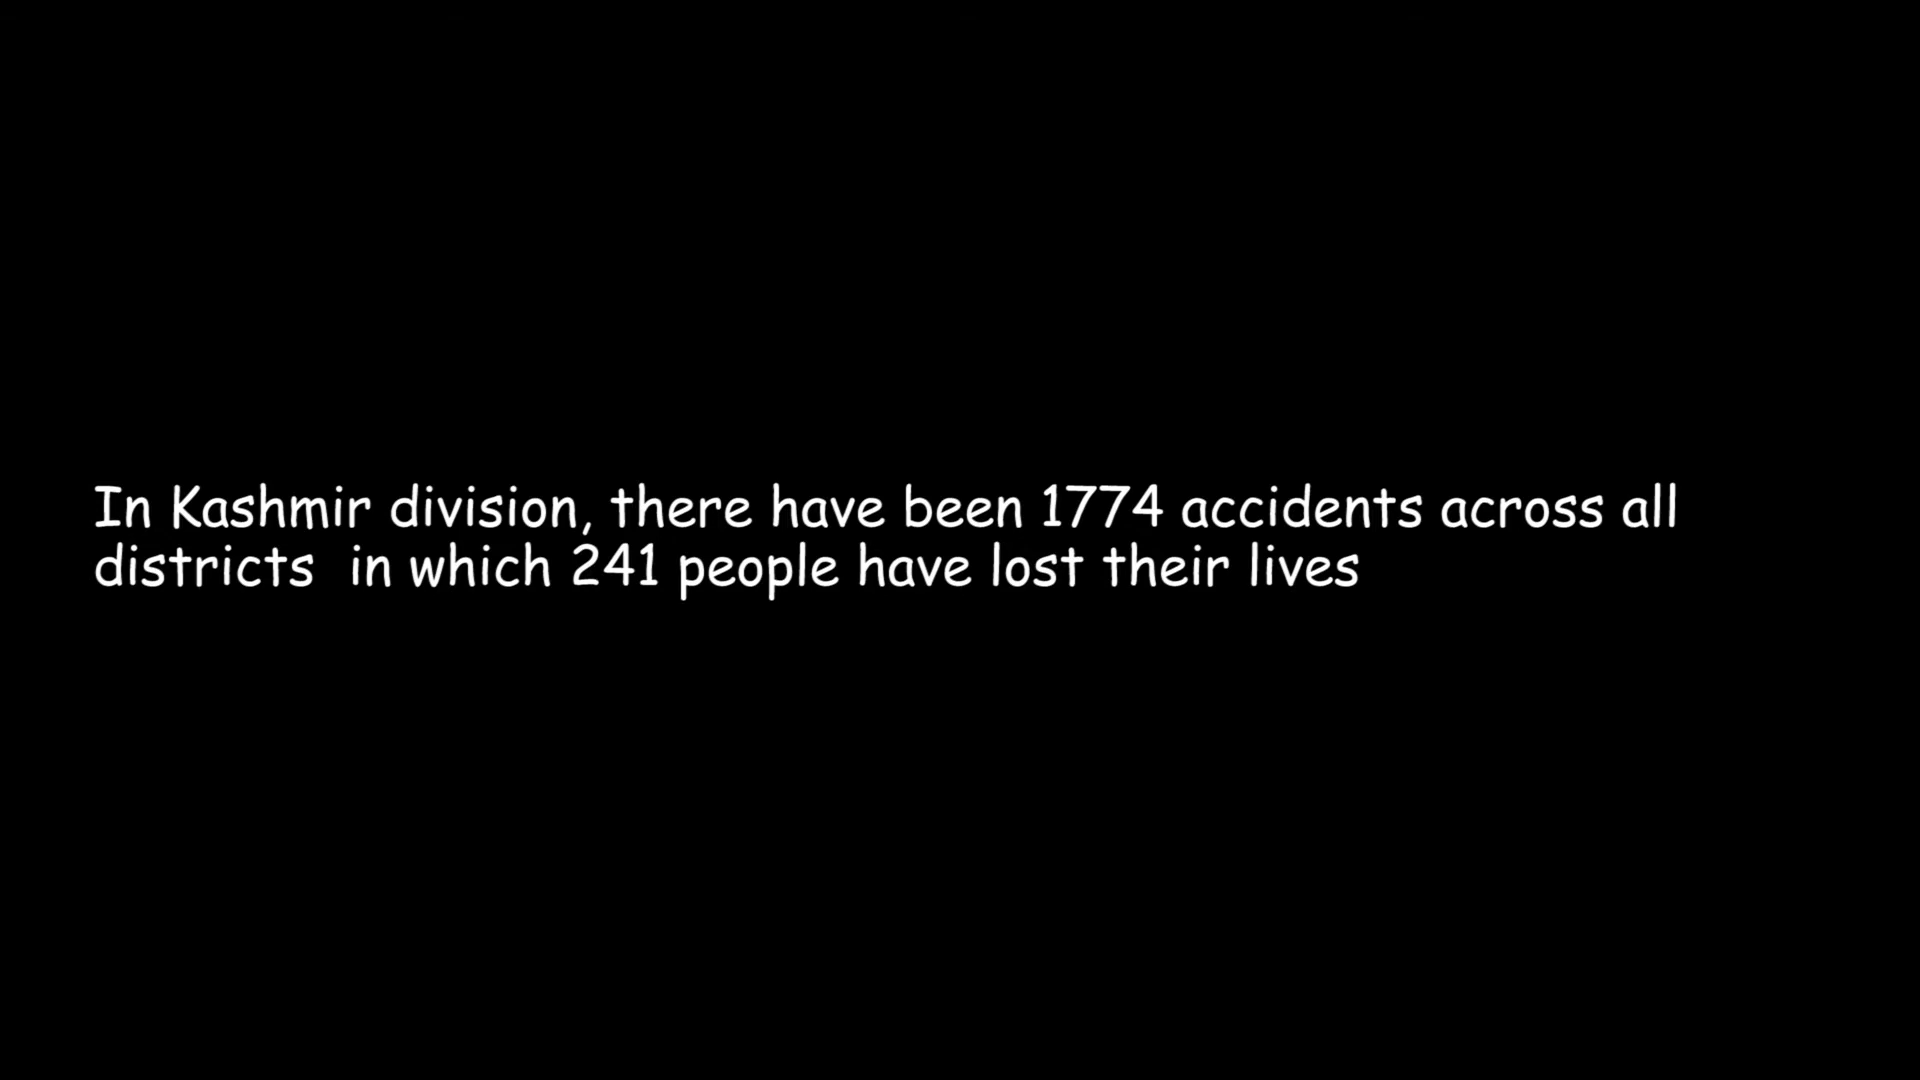 In Kashmir division, there have been 1774 accidents across all
districts  in which 241 people have lost their lives